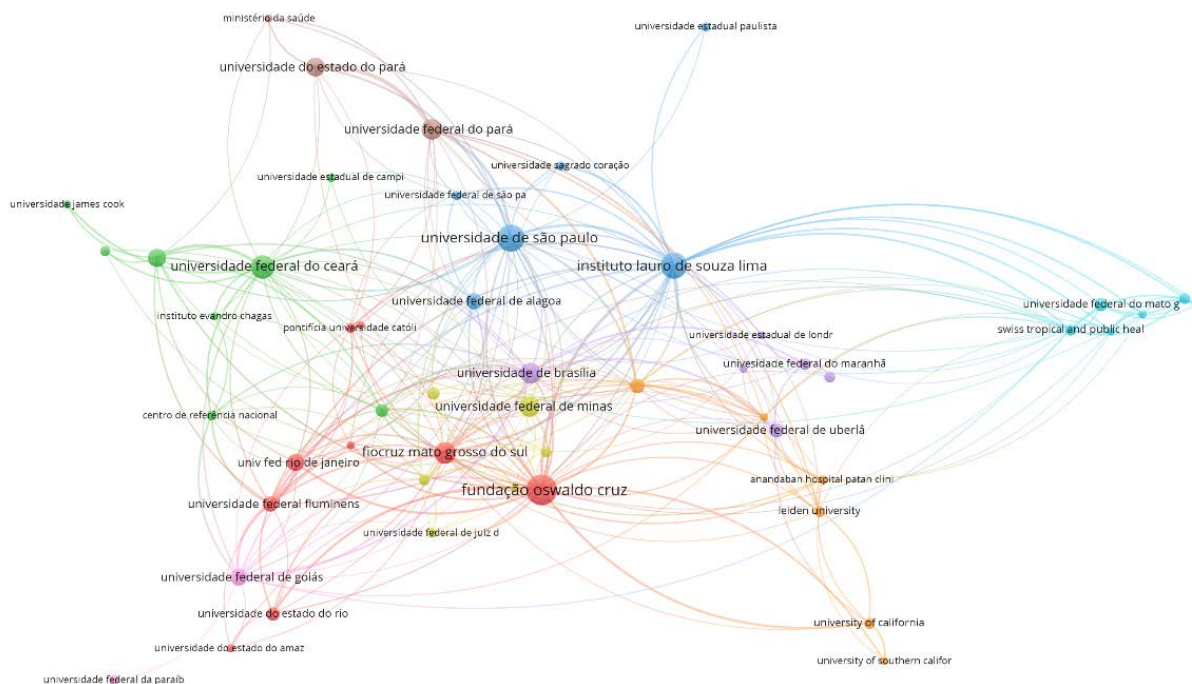 ministério da saúde
universidade estadual paulista
universidade do estado do pará
universidade federal do pará
universidade sagrado coração
universidade estadual de campi
universidade federal de são pa
universidade james cook
universidade de são paulo
universidade federal do ceará
instituto lauro de souza lima
universidade federal de alagoa
universidade federal do mato g
instituto evandro chagas
pontifícia universidade católi
swiss tropical and public heal
universidade estadual de londr
univesidade federal do maranhã
universidade de brasília
universidade federal de minas
centro de referência nacional
universidade federal de uberlâ
fiocruz mato grosso do sul
univ fed rio de janeiro
anandaban hospital patan clini
fundação oswaldo cruz
universidade federal fluminens
leiden university
universidade federal de juiz d
universidade federal de goiás
universidade do estado do rio
university of california
universidade do estado do amaz
university of southern califor
universidade federal da paraíb